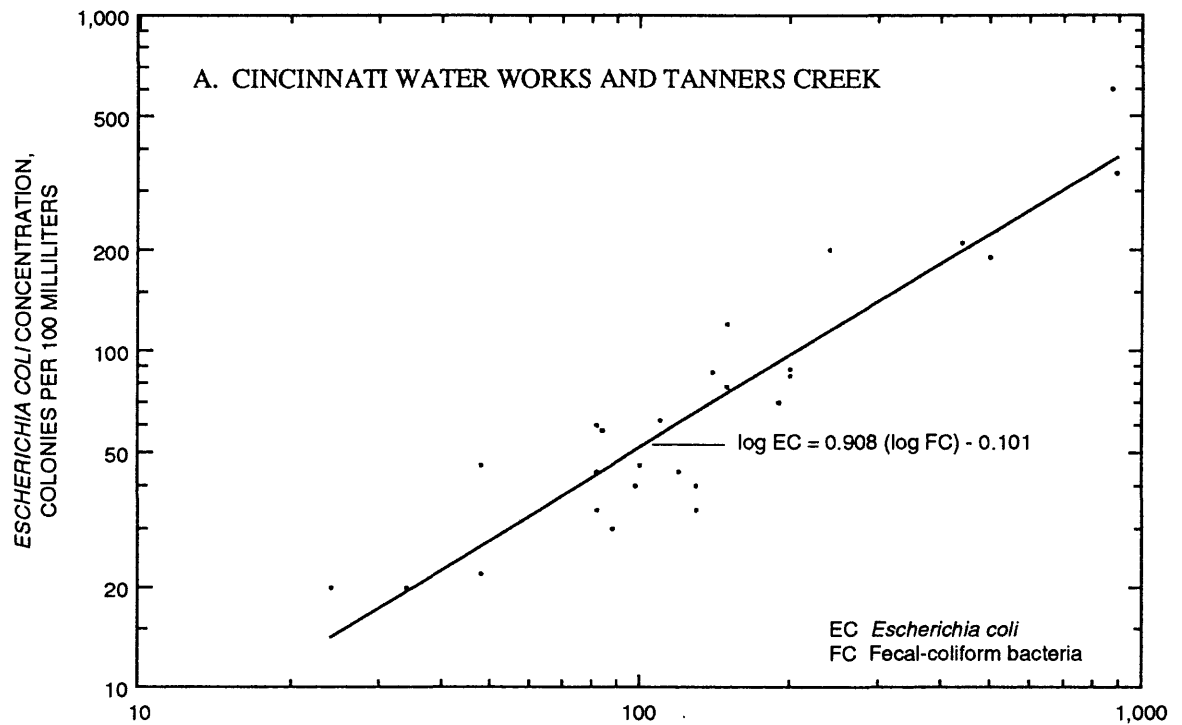 1,000
A. CINCINNATI WATER WORKS AND TANNERS CREEK
500
200
100
50
20
10
ESCHERICHIA COLI CONCENTRATION,
COLONIES PER 100 MILLILITERS
log EC = 0.908 (log FC) - 0.101
EC Escherichia coli
FC Fecal-coliform bacteria
10
100
1,000